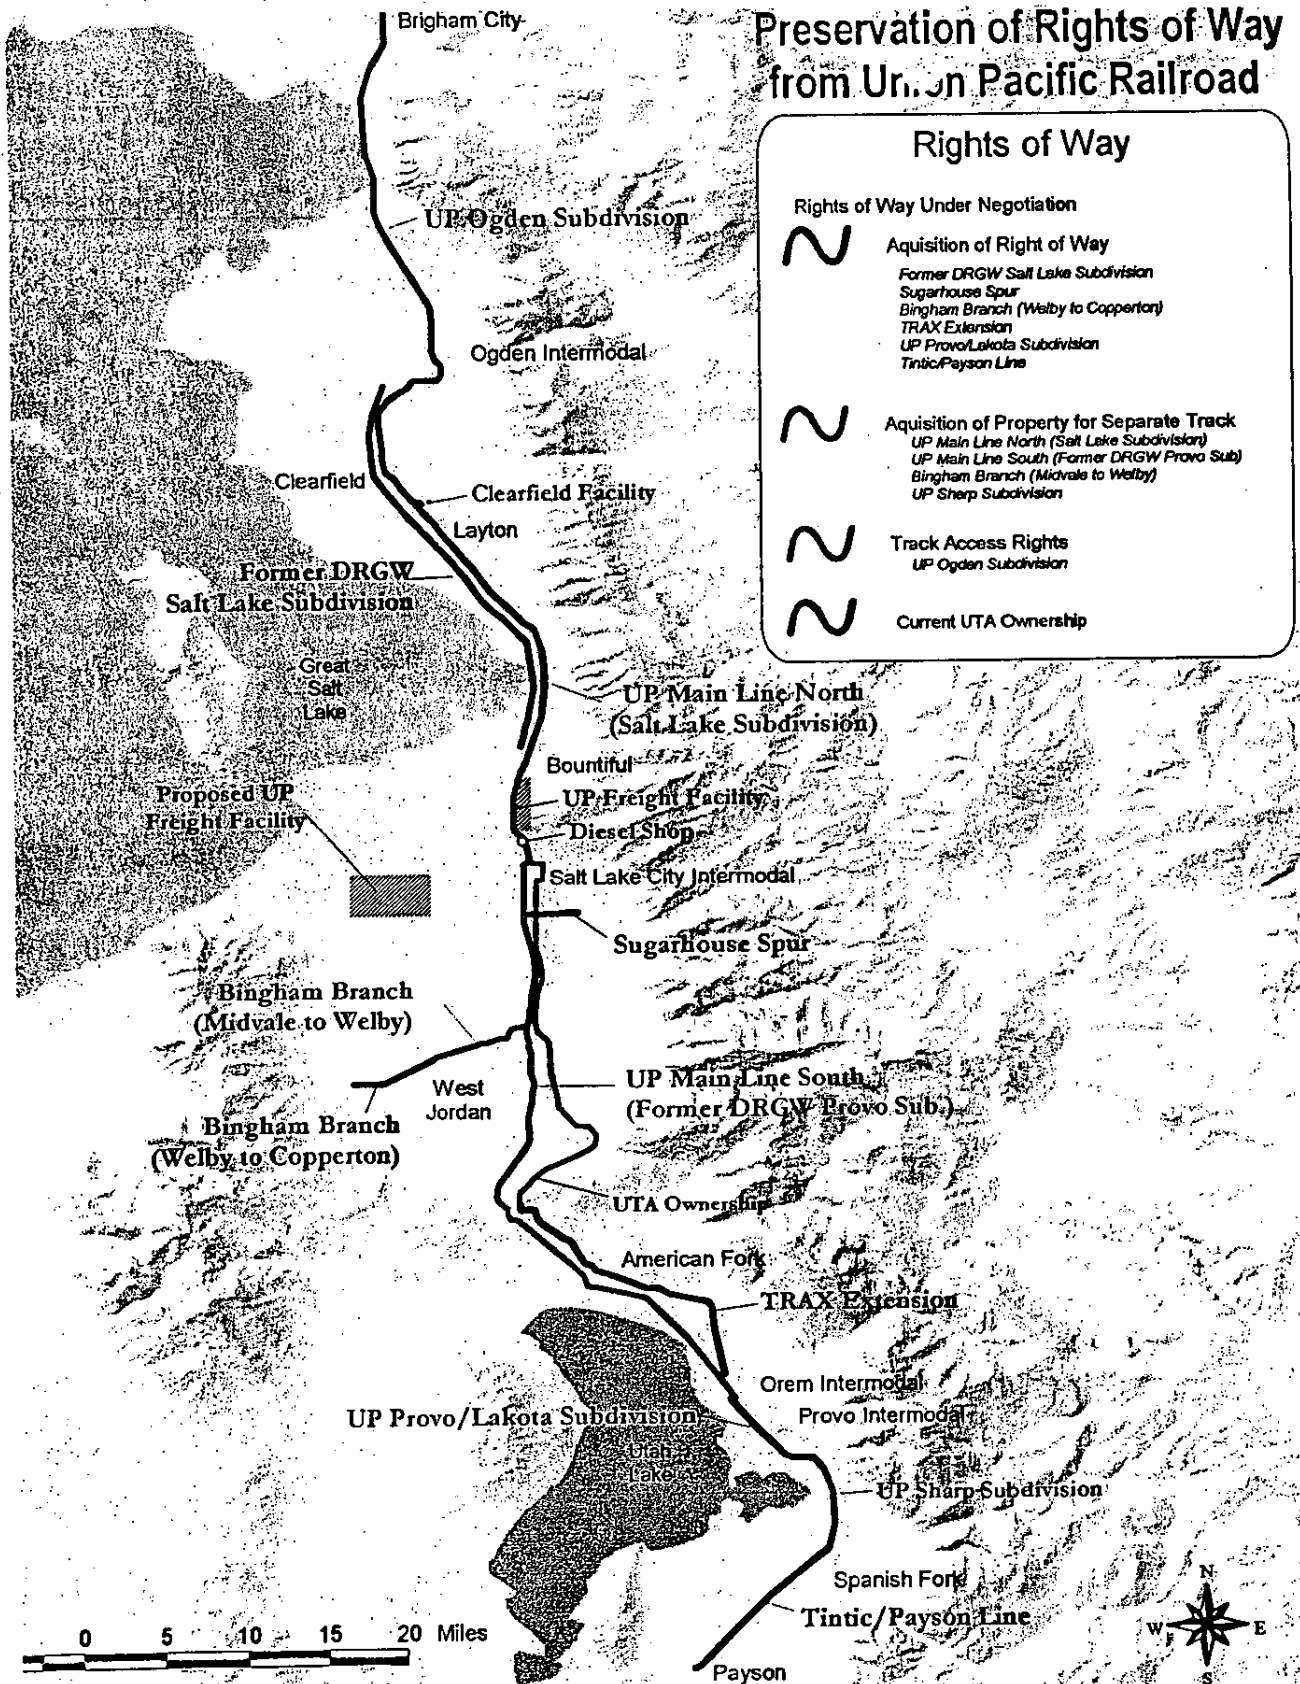 Brigham City
Preservation of Rights of Way
from Un..on Pacific Railroad
Rights of Way
Rights of Way Under Negotiation
Aquisition of Right of Way
Former DRGW Salt Lake Subdivision
Sugarhouse Spur
Bingham Branch (Welby to Copperton)
TRAX Extension
UP Provo/Lakota Subdivision
Tintic/Payson Line
Aquisition of Property for Separate Track
UP Main Line North (Salt Lake Subdivision)
UP Main Line South (Former DRGW Provo Sub)
Bingham Branch (Midvale to Welby)
UP Sharp Subdivision
Track Access Rights
UP Ogden Subdivision
Current UTA Ownership
UP Ogden Subdivision
Ogden Intermodal
Clearfield
Clearfield Facility
Layton
Former DRGW
Salt Lake Subdivision
Great
Salt
Lake
UP Main Line North
(Salt Lake Subdivision)
Bountiful
Proposed UP
Freight Facility
UP Freight Facility
Diesel Shop
Salt Lake City Intermodal
Sugarhouse Spur
Bingham Branch
(Midvale to Welby)
West
Jordan
UP Main Line South
(Former DRGW Provo Sub.)
Bingham Branch
(Welby to Copperton)
UTA Ownership
American Fork
TRAX Extension
Orem Intermodal
UP Provo/Lakota Subdivision
Provo Intermodal
Utah
Lake
UP Sharp Subdivision
Spanish Fork
Tintic/Payson Line
Payson
0 5 10 15 20 Miles
N
W
E
S